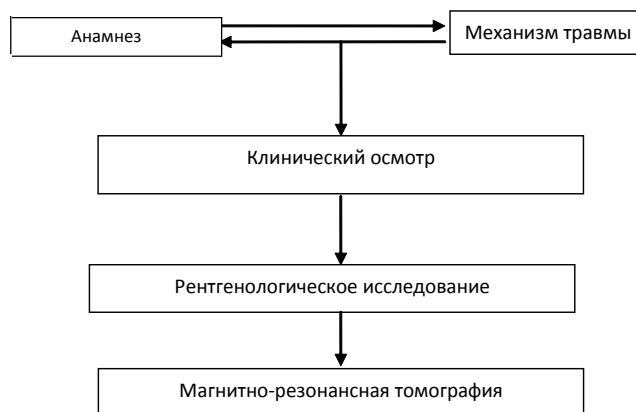 Анамнез
Механизм травмы
Клинический осмотр
Рентгенологическое исследование
Магнитно-резонансная томография